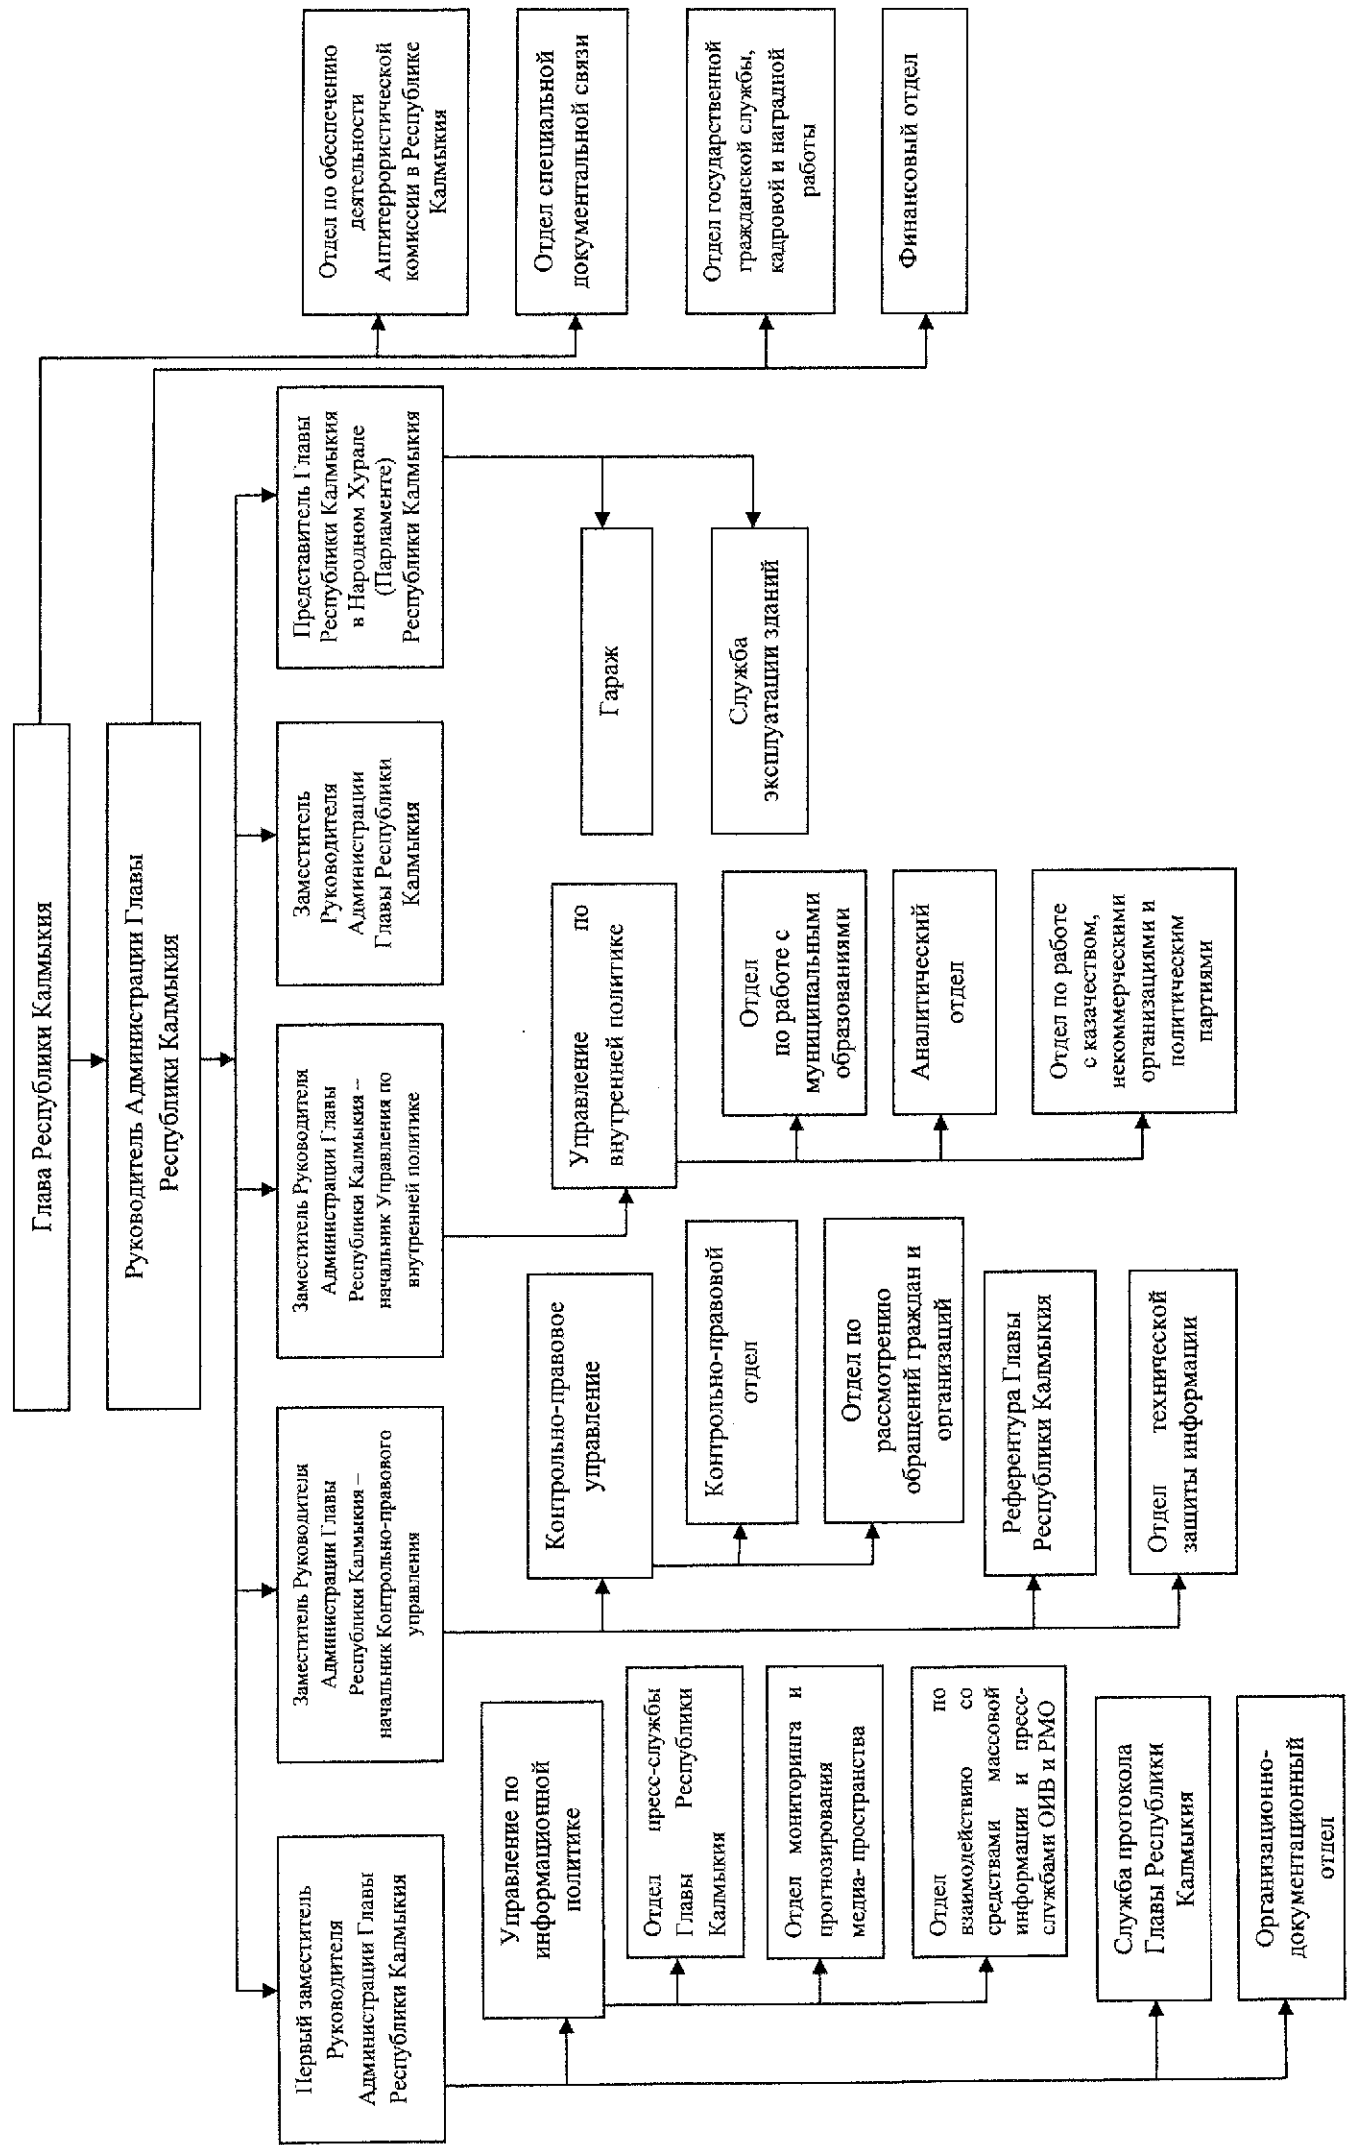 Глава Республики Калмыкия
Руководитель Администрации Главы
Республики Калмыкия
Первый заместитель
Руководителя
Администрации Главы
Республики Калмыкия
Заместитель Руководителя
Администрации Главы
Республики Калмыкия –
начальник Контрольно-правового
управления
Заместитель Руководителя
Администрации Главы
Республики Калмыкия –
начальник Управления по
внутренней политике
Заместитель
Руководителя
Администрации
Главы Республики
Калмыкия
Представитель Главы
Республики Калмыкия
в Народном Хурале
(Парламенте)
Республики Калмыкия
Отдел по обеспечению
деятельности
Антитеррористической
комиссии в Республике
Калмыкия
Отдел специальной
документальной связи
Отдел государственной
гражданской службы,
кадровой и наградной
работы
Финансовый отдел
Управление по
информационной
политике
Отдел пресс-службы
Главы Республики
Калмыкия
Отдел мониторинга и
прогнозирования
медиа- пространства
Отдел по
взаимодействию со
средствами массовой
информации и пресс-
службами ОИВ и РМО
Служба протокола
Главы Республики
Калмыкия
Организационно-
документационный
отдел
Контрольно-правовое
управление
Контрольно-правовой
отдел
Отдел по
рассмотрению
обращений граждан и
организаций
Референтура Главы
Республики Калмыкия
Отдел технической
защиты информации
Управление по
внутренней политике
Отдел
по работе с
муниципальными
образованиями
Аналитический
отдел
Отдел по работе
с казачеством,
некоммерческими
организациями и
политическим
партиями
Гараж
Служба
эксплуатации зданий